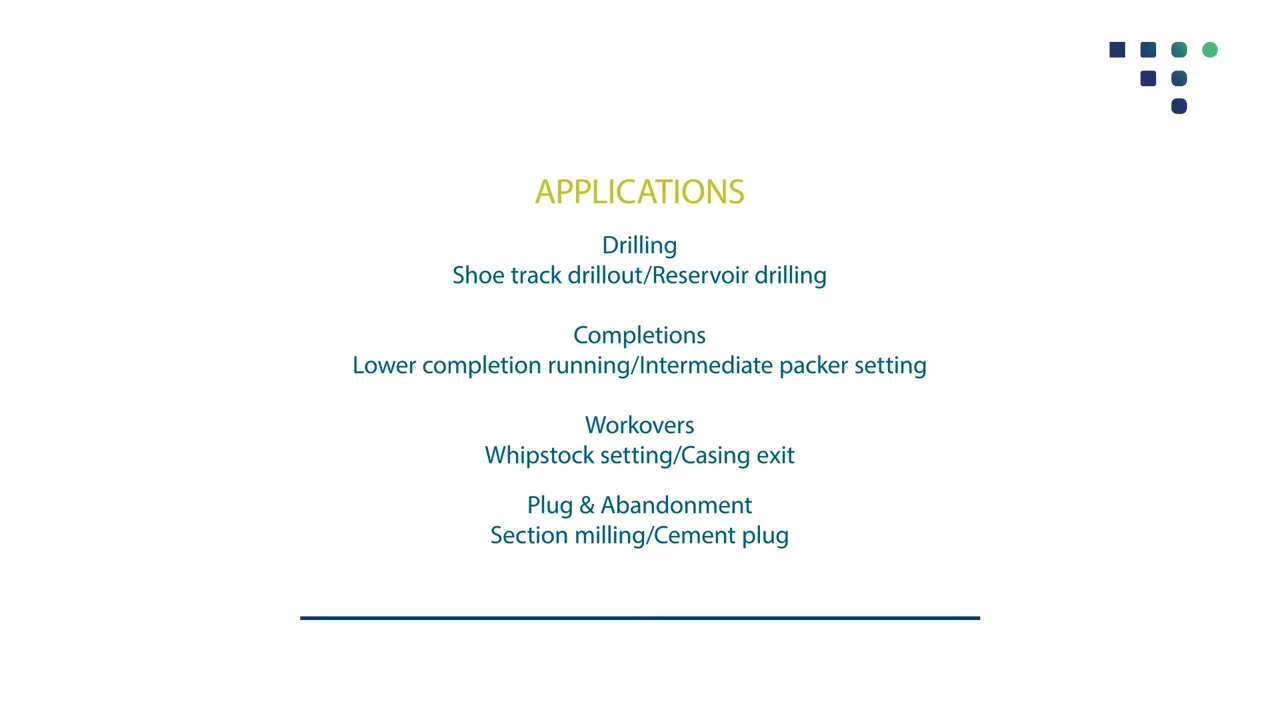 APPLICATIONS
Drilling
Shoe track drillout/Reservoir drilling
Completions
Lower completion running/Intermediate packer setting
Workovers
Whipstock setting/Casing exit
Plug & Abandonment
Section milling/Cement plug